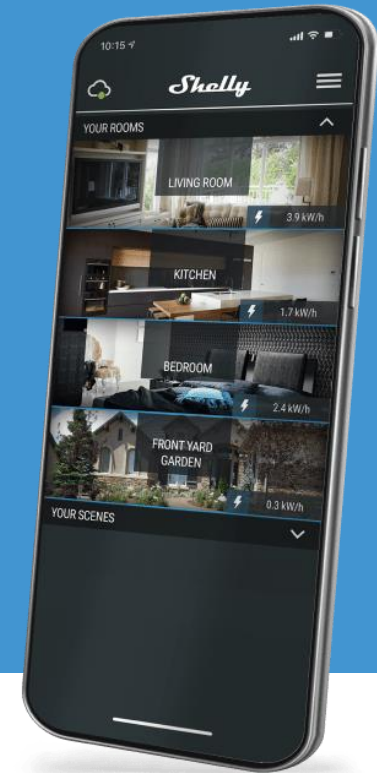 10:15
Shelly
YOUR ROOMS
LIVING ROOM
3.9 kW/h
KITCHEN
1.7 kW/h
BEDROOM
2.4 kW/h
FRONT YARD
GARDEN
0.3 kW/h
YOUR SCENES